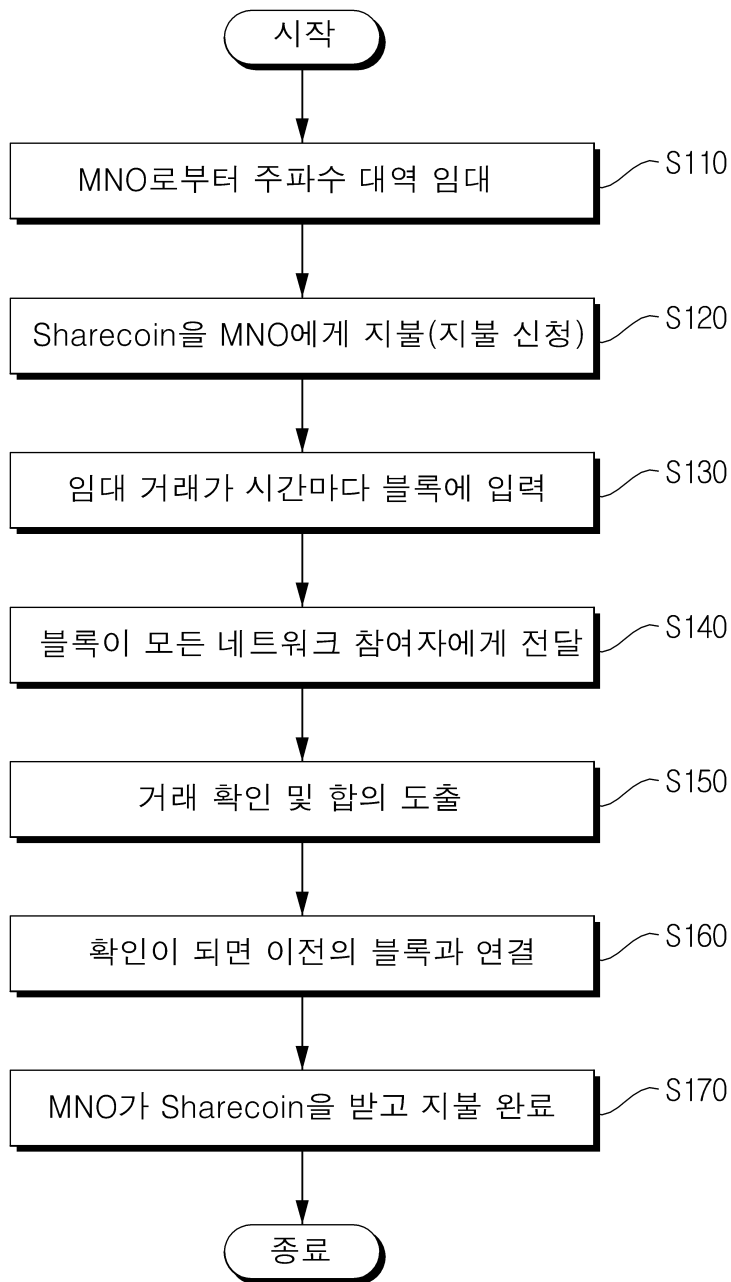 시작
MNO로부터 주파수 대역 임대
S110
Sharecoin을 MNO에게 지불(지불 신청)
S120
임대 거래가 시간마다 블록에 입력
S130
블록이 모든 네트워크 참여자에게 전달
S140
거래 확인 및 합의 도출
S150
확인이 되면 이전의 블록과 연결
S160
MNO가 Sharecoin을 받고 지불 완료
S170
종료